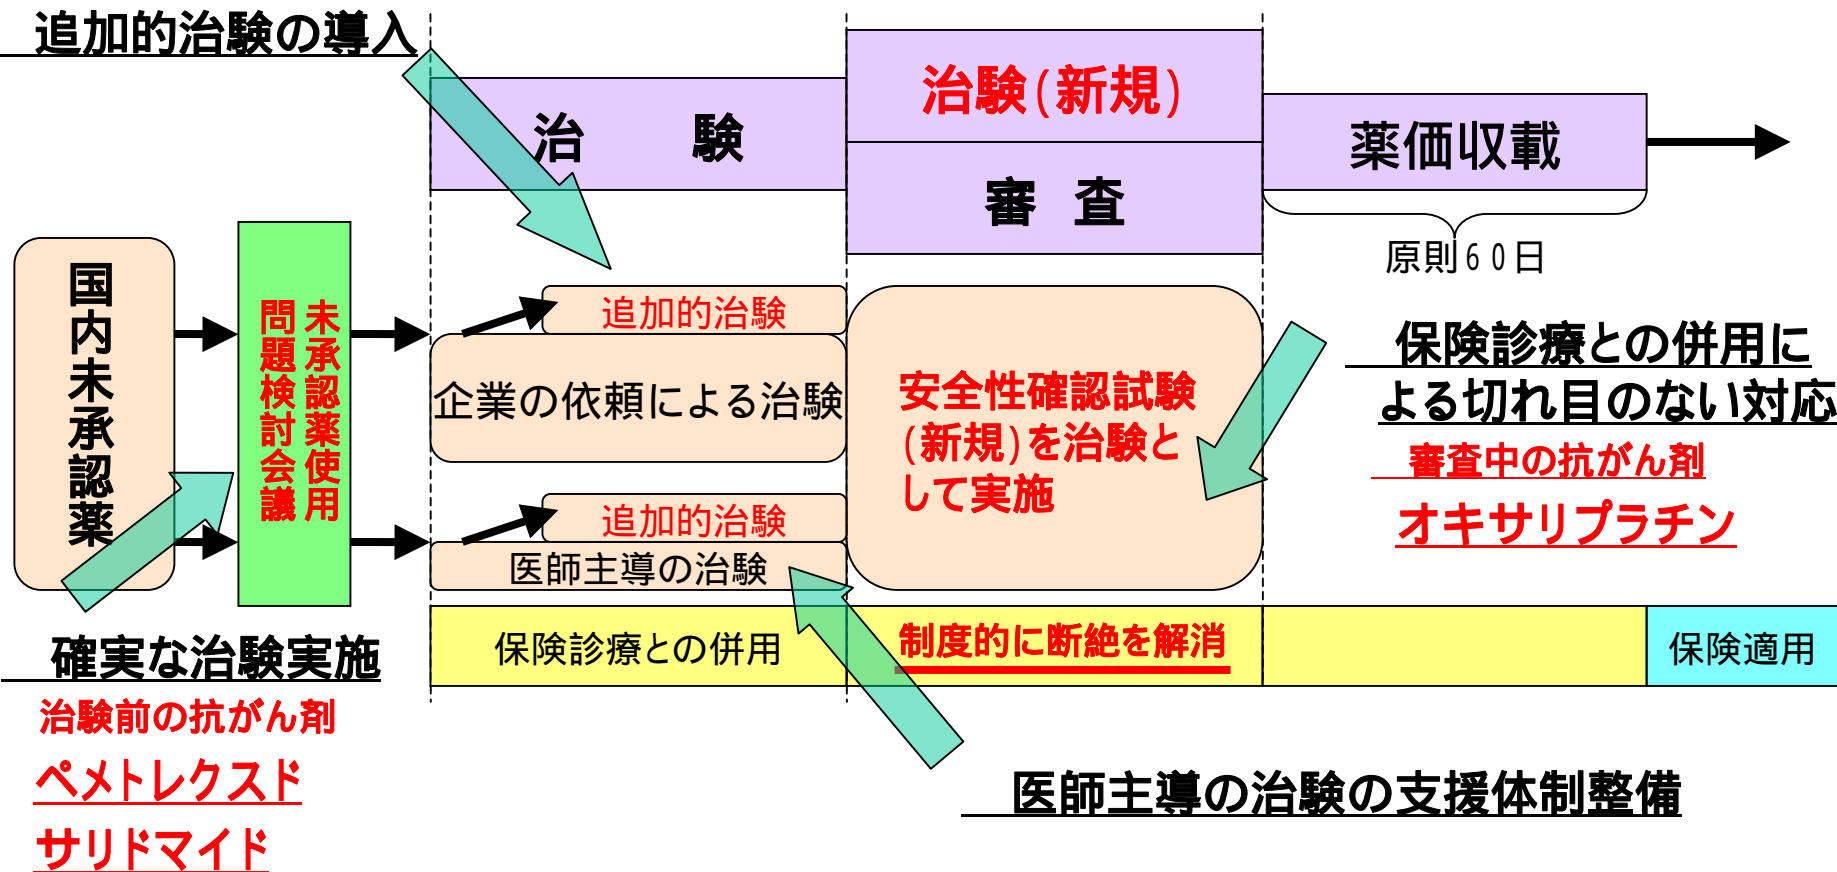 追加的治験の導入
治験(新規)
治　験
薬価収載
審 査
原則60日
国内未承認薬
未承認薬使用
問題検討会議
追加的治験
企業の依頼による治験
追加的治験
医師主導の治験
安全性確認試験
(新規)を治験と
して実施
保険診療との併用に
よる切れ目のない対応
審査中の抗がん剤
オキサリプラチン
保険診療との併用
制度的に断絶を解消
保険適用
確実な治験実施
治験前の抗がん剤
ペメトレクスド
サリドマイド
医師主導の治験の支援体制整備